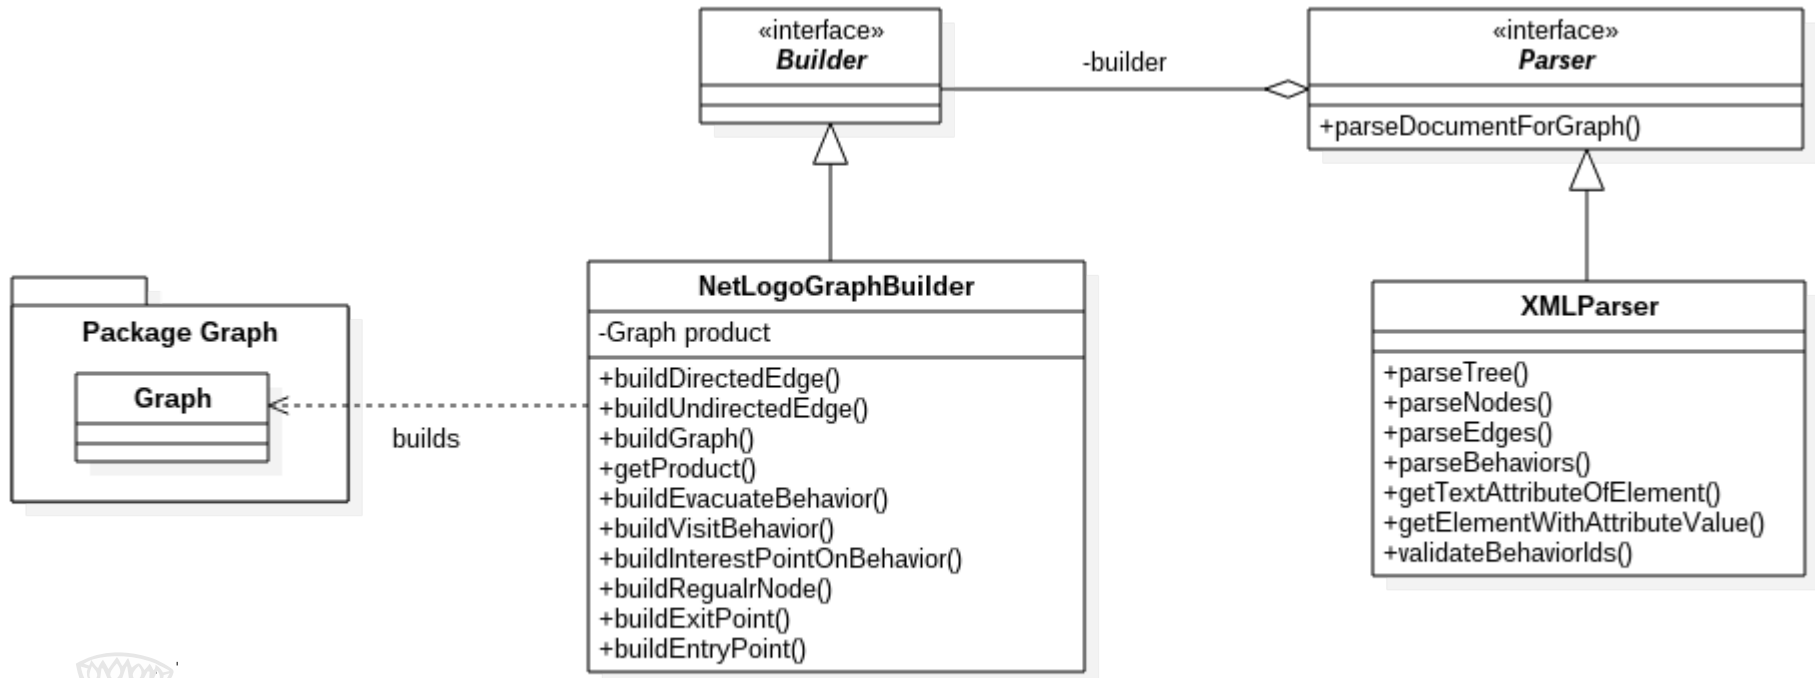 «interface»
Builder
-builder
«interface»
Parser
+parseDocumentForGraph()
Package Graph
Graph
builds
NetLogoGraphBuilder
-Graph product
+buildDirectedEdge()
+buildUndirectedEdge()
+buildGraph()
+getProduct()
+buildEvacuateBehavior()
+buildVisitBehavior()
+buildInterestPointOnBehavior()
+buildRegualrNode()
+buildExitPoint()
+buildEntryPoint()
XMLParser
+parseTree()
+parseNodes()
+parseEdges()
+parseBehaviors()
+getTextAttributeOfElement()
+getElementWithAttributeValue()
+validateBehaviorIds()